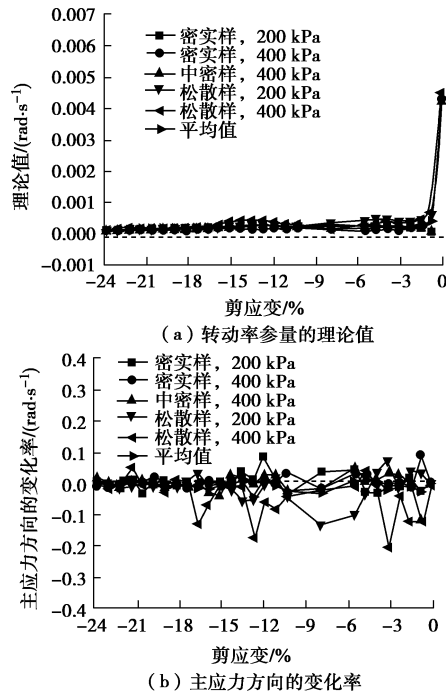 0.007
0.006
0.005
0.004
0.003
0.002
0.001
0.000
−0.001
理论值/(rad·s⁻¹)
密实样，200 kPa
密实样，400 kPa
中密样，400 kPa
松散样，200 kPa
松散样，400 kPa
平均值
−24 −21 −18 −15 −12 −9 −6 −3 0
剪应变/%
（a）转动率参量的理论值
0.4
0.3
0.2
0.1
0.0
−0.1
−0.2
−0.3
−0.4
主应力方向的变化率/(rad·s⁻¹)
密实样，200 kPa
密实样，400 kPa
中密样，400 kPa
松散样，200 kPa
松散样，400 kPa
平均值
−24 −21 −18 −15 −12 −9 −6 −3 0
剪应变/%
（b）主应力方向的变化率